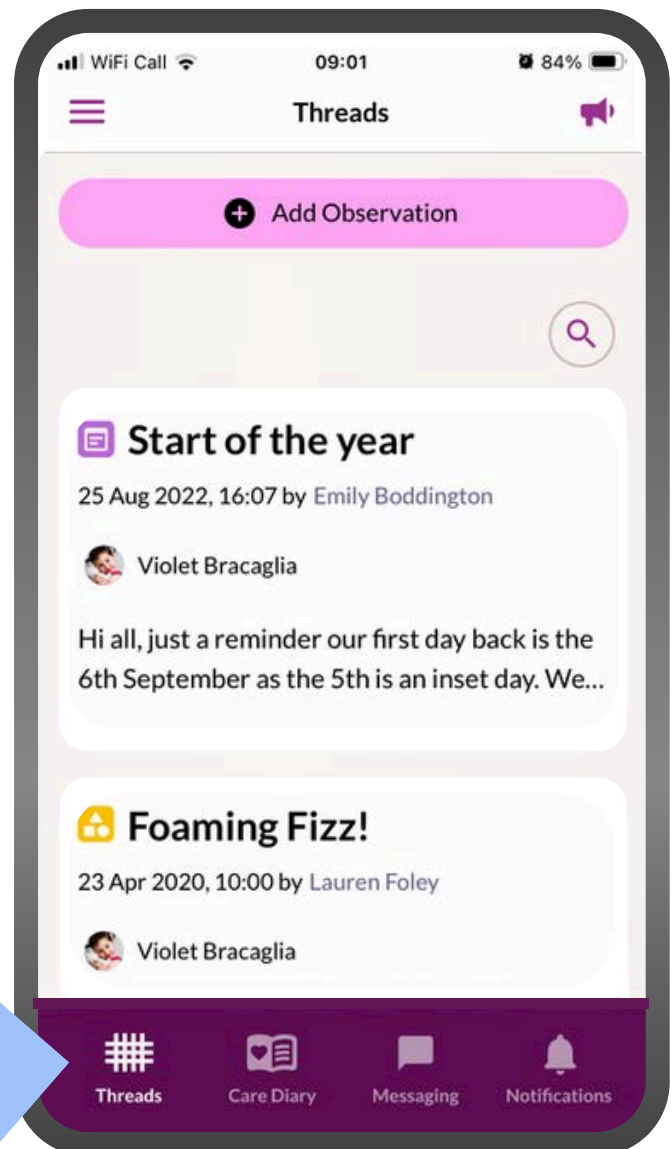 WiFi Call 09:01 84%
Threads
Add Observation
Start of the year
25 Aug 2022, 16:07 by Emily Boddington
Violet Bracaglia
Hi all, just a reminder our first day back is the
6th September as the 5th is an inset day. We...
Foaming Fizz!
23 Apr 2020, 10:00 by Lauren Foley
Violet Bracaglia
Threads Care Diary Messaging Notifications